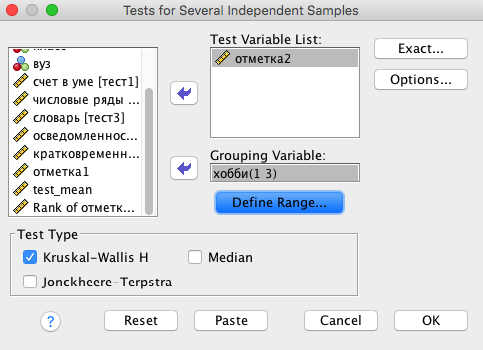 Tests for Several Independent Samples
Test Variable List:
вуз
счет в уме [тест1]
числовые ряды ...
словарь [тест3]
осведомленнос...
кратковременн...
отметка1
test_mean
Rank of отметк...
отметка2
Grouping Variable:
хобби(1 3)
Define Range...
Exact...
Options...
Test Type
Kruskal-Wallis H
Median
Jonckheere-Terpstra
?
Reset
Paste
Cancel
OK